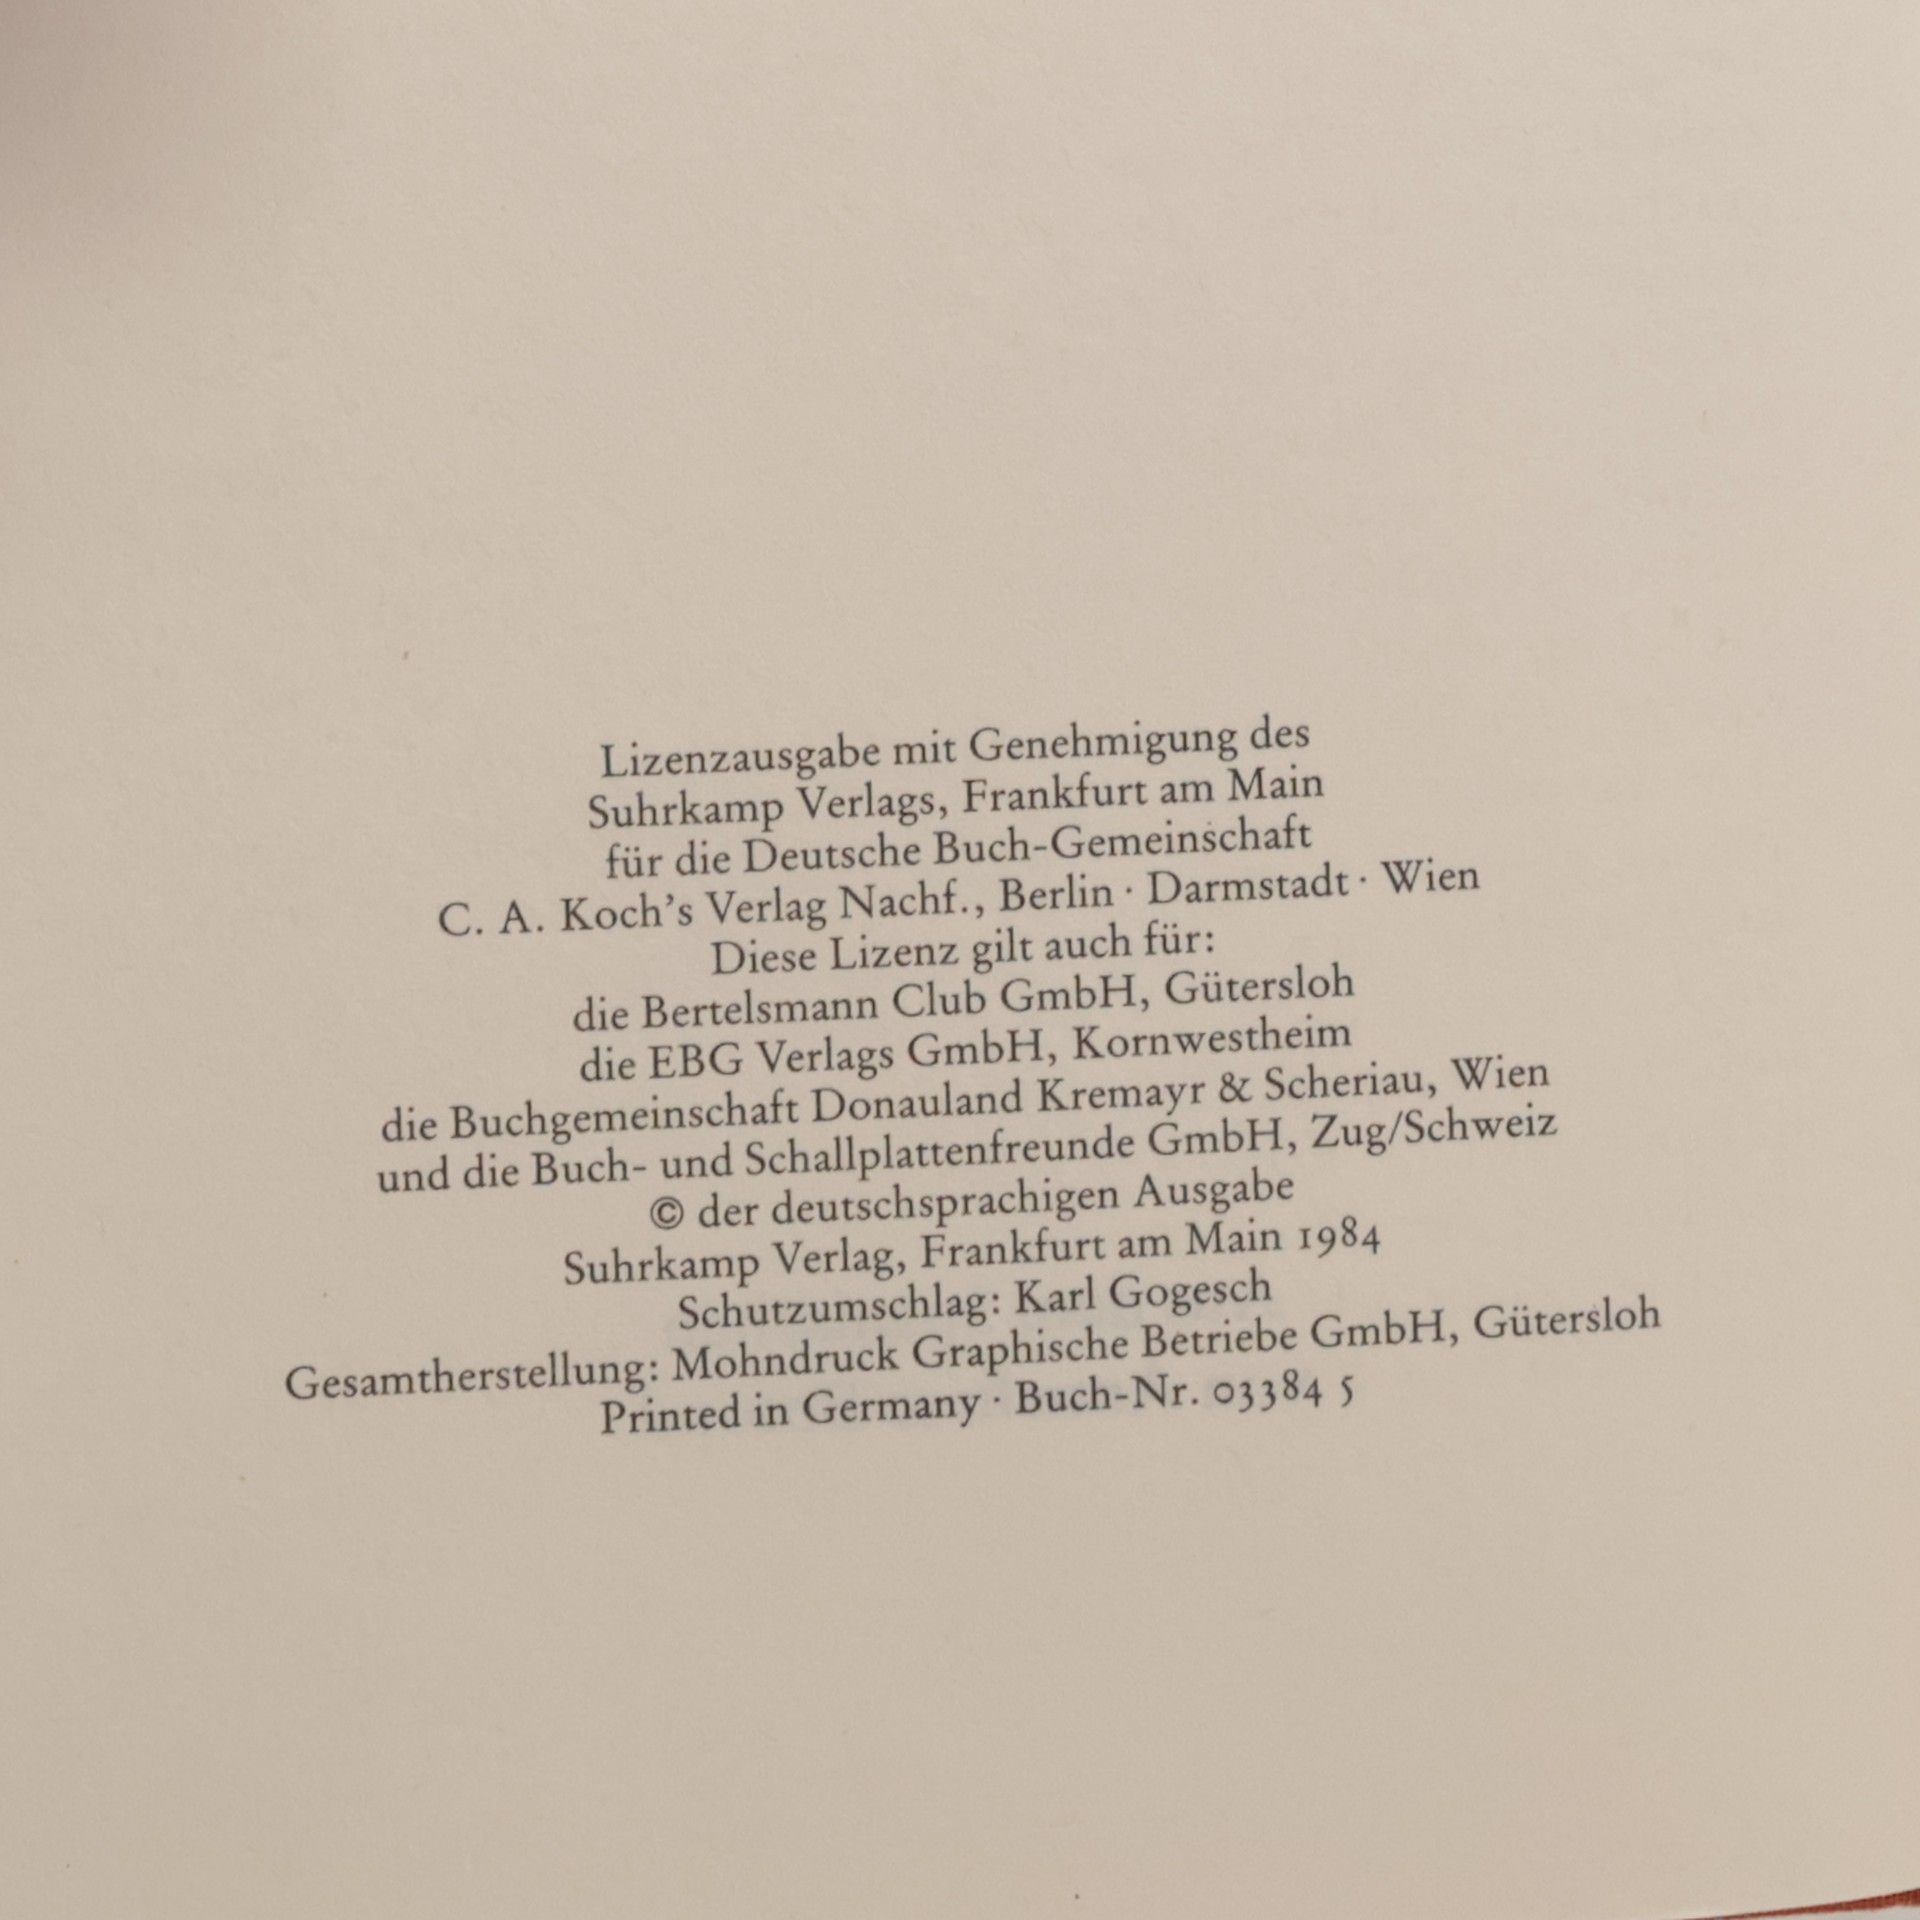 Lizenzausgabe mit Genehmigung des
Suhrkamp Verlags, Frankfurt am Main
für die Deutsche Buch-Gemeinschaft
C. A. Koch's Verlag Nachf., Berlin · Darmstadt · Wien
Diese Lizenz gilt auch für:
die Bertelsmann Club GmbH, Gütersloh
die EBG Verlags GmbH, Kornwestheim
die Buchgemeinschaft Donauland Kremayr & Scheriau, Wien
und die Buch- und Schallplattenfreunde GmbH, Zug/Schweiz
© der deutschsprachigen Ausgabe
Suhrkamp Verlag, Frankfurt am Main 1984
Schutzumschlag: Karl Gogesch
Gesamtherstellung: Mohndruck Graphische Betriebe GmbH, Gütersloh
Printed in Germany · Buch-Nr. 03384 5